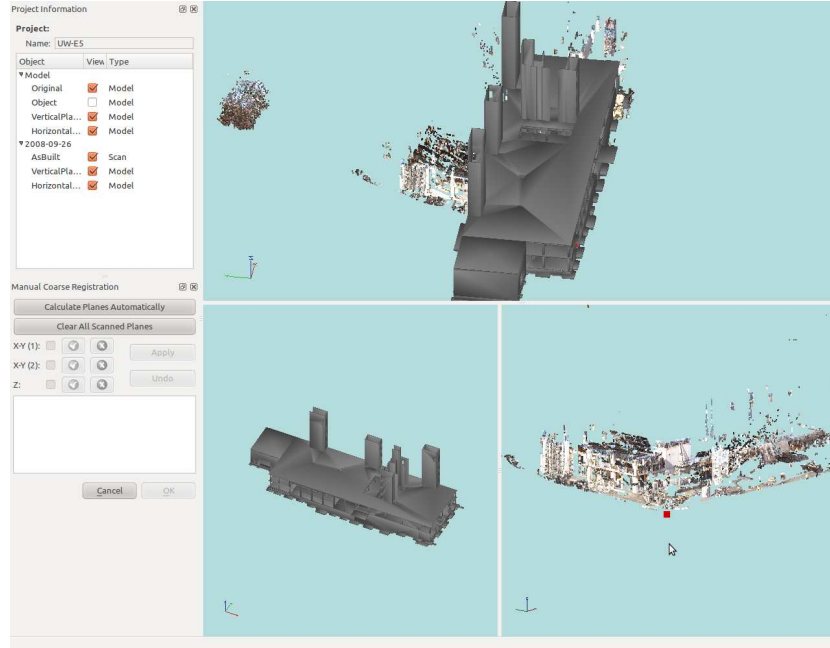 Project Information
Project:
Name: UW-E5
Object View Type
Model
Original Model
Object Model
VerticalPla... Model
Horizontal... Model
2008-09-26
AsBuilt Scan
VerticalPla... Model
Horizontal... Model
Manual Coarse Registration
Calculate Planes Automatically
Clear All Scanned Planes
X-Y (1):
Apply
X-Y (2):
Undo
Z:
Cancel OK